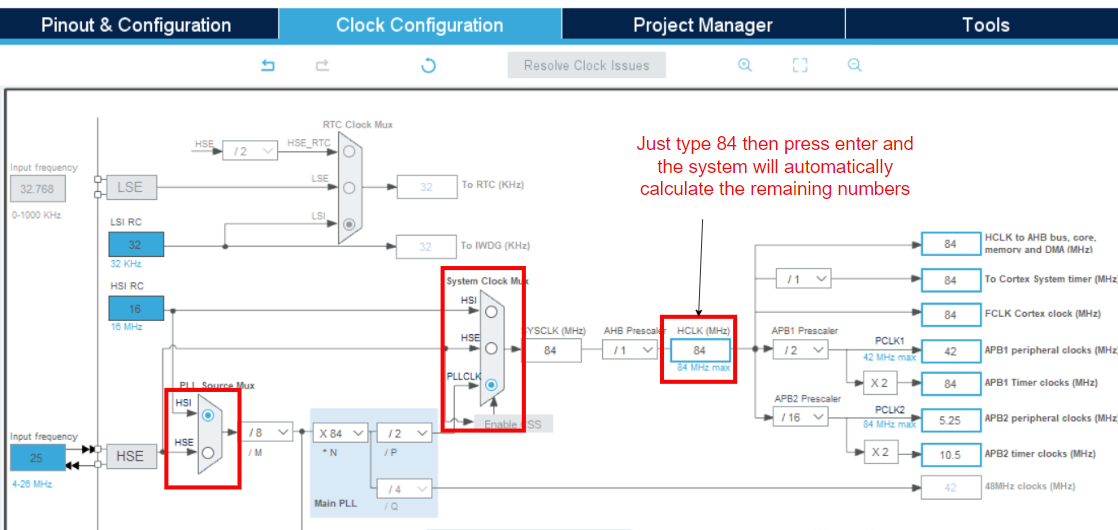 Pinout & Configuration
Clock Configuration
Project Manager
Tools
Resolve Clock Issues
RTC Clock Mux
HSE
/ 2
HSE_RTC
Input frequency
32.768
0-1000 KHz
LSE
LSE
32
To RTC (KHz)
LSI RC
32
32 KHz
LSI
32
To IWDG (KHz)
HSI RC
16
16 MHz
Just type 84 then press enter and
the system will automatically
calculate the remaining numbers
System Clock Mux
HSI
HSE
PLLCLK
SYSCLK (MHz)
84
AHB Prescaler
/ 1
HCLK (MHz)
84
84 MHz max
84
HCLK to AHB bus, core,
memory and DMA (MHz)
/ 1
84
To Cortex System timer (MHz)
84
FCLK Cortex clock (MHz)
APB1 Prescaler
/ 2
PCLK1
42 MHz max
42
APB1 peripheral clocks (MHz)
X 2
84
APB1 Timer clocks (MHz)
APB2 Prescaler
/ 16
PCLK2
84 MHz max
5.25
APB2 peripheral clocks (MHz)
X 2
10.5
APB2 timer clocks (MHz)
42
48MHz clocks (MHz)
PLL Source Mux
HSI
HSE
Input frequency
25
4-26 MHz
HSE
/ 8
/ M
X 84
* N
/ 2
/ P
/ 4
/ Q
Main PLL
Enable CSS